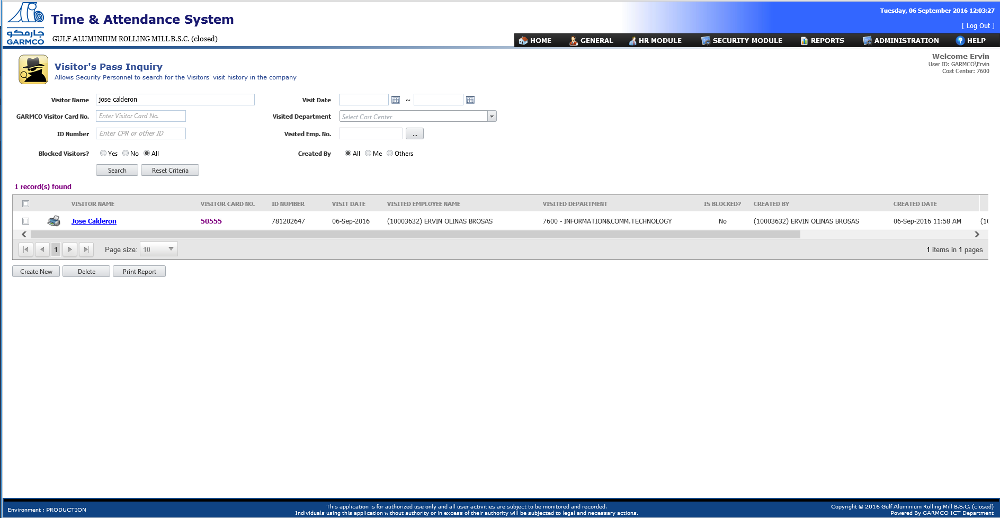 Tuesday, 06 September 2016 12:03:27
Time & Attendance System
[ Log Out ]
جارمكو
GARMCO
GULF ALUMINIUM ROLLING MILL B.S.C. (closed)
HOME GENERAL HR MODULE SECURITY MODULE REPORTS ADMINISTRATION HELP
Welcome Ervin
User ID: GARMCO\Ervin
Cost Center: 7600
Visitor's Pass Inquiry
Allows Security Personnel to search for the Visitors' visit history in the company
Visitor Name jose calderon Visit Date ~
GARMCO Visitor Card No. Enter Visitor Card No. Visited Department Select Cost Center
ID Number Enter CPR or other ID Visited Emp. No. ...
Blocked Visitors? Yes No All Created By All Me Others
Search Reset Criteria
1 record(s) found
VISITOR NAME VISITOR CARD NO. ID NUMBER VISIT DATE VISITED EMPLOYEE NAME VISITED DEPARTMENT IS BLOCKED? CREATED BY CREATED DATE
Jose Calderon 50555 781202647 06-Sep-2016 (10003632) ERVIN OLINAS BROSAS 7600 - INFORMATION&COMM.TECHNOLOGY No (10003632) ERVIN OLINAS BROSAS 06-Sep-2016 11:58 AM (10
1 Page size: 10 1 items in 1 pages
Create New Delete Print Report
Environment : PRODUCTION
This application is for authorized use only and all user activities are subject to be monitored and recorded.
Individuals using this application without authority or in excess of their authority will be subjected to legal and necessary actions.
Copyright © 2016 Gulf Aluminium Rolling Mill B.S.C. (closed)
Powered By GARMCO ICT Department